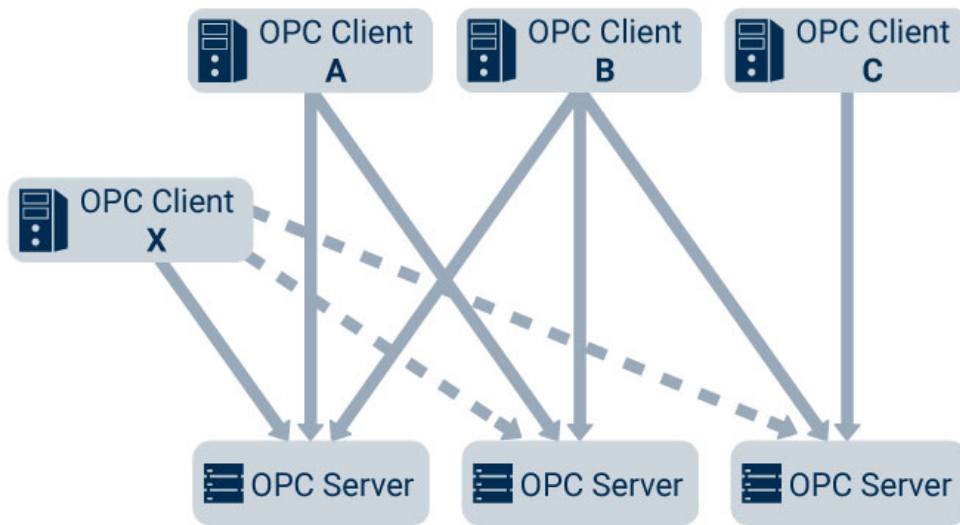 OPC Client
A
OPC Client
B
OPC Client
C
OPC Client
X
OPC Server
OPC Server
OPC Server